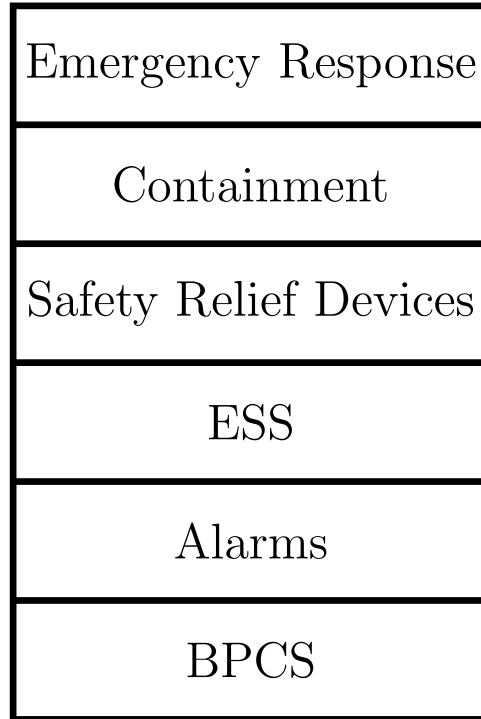 Emergency Response
Containment
Safety Relief Devices
ESS
Alarms
BPCS